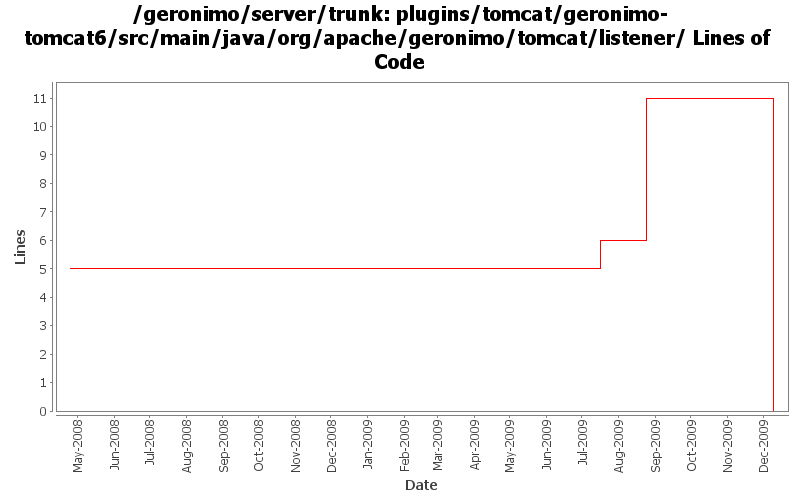 /geronimo/server/trunk: plugins/tomcat/geronimo-
tomcat6/src/main/java/org/apache/geronimo/tomcat/listener/ Lines of
Code
Lines
11
10
9
8
7
6
5
4
3
2
1
0
May-2008
Jun-2008
Jul-2008
Aug-2008
Sep-2008
Oct-2008
Nov-2008
Dec-2008
Jan-2009
Feb-2009
Mar-2009
Apr-2009
May-2009
Jun-2009
Jul-2009
Aug-2009
Sep-2009
Oct-2009
Nov-2009
Dec-2009
Date